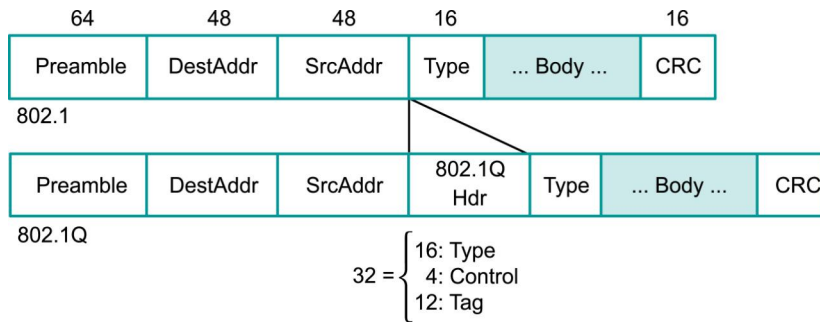 64 48 48 16 16
Preamble DestAddr SrcAddr Type ... Body ... CRC
802.1
Preamble DestAddr SrcAddr 802.1Q Hdr Type ... Body ... CRC
802.1Q
32 =
16: Type
4: Control
12: Tag